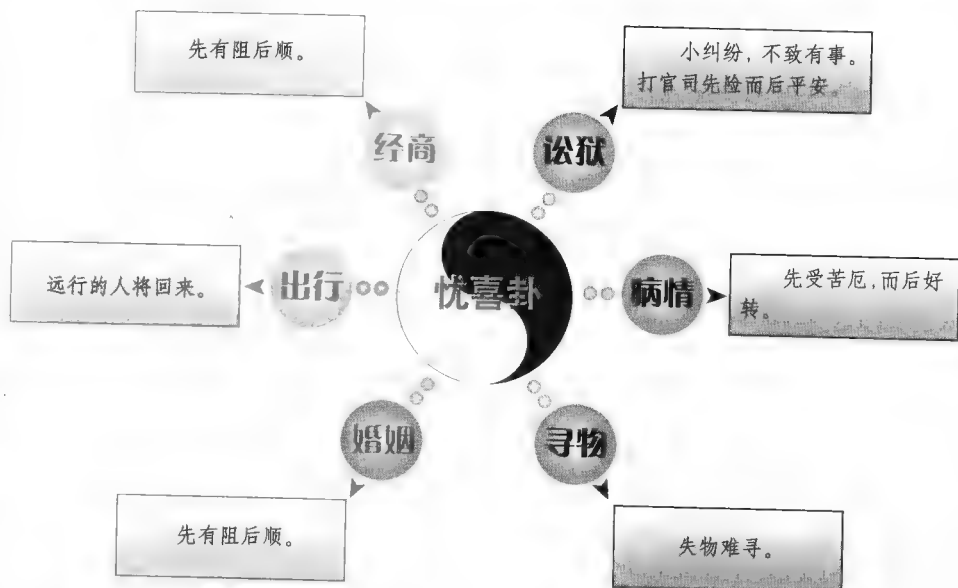 先有阻后顺。
小纠纷，不致有事。
打官司先险而后平安。
经商
讼狱
远行的人将回来。
出行
忧喜卦
病情
先受苦厄，而后好
转。
婚姻
寻物
先有阻后顺。
失物难寻。